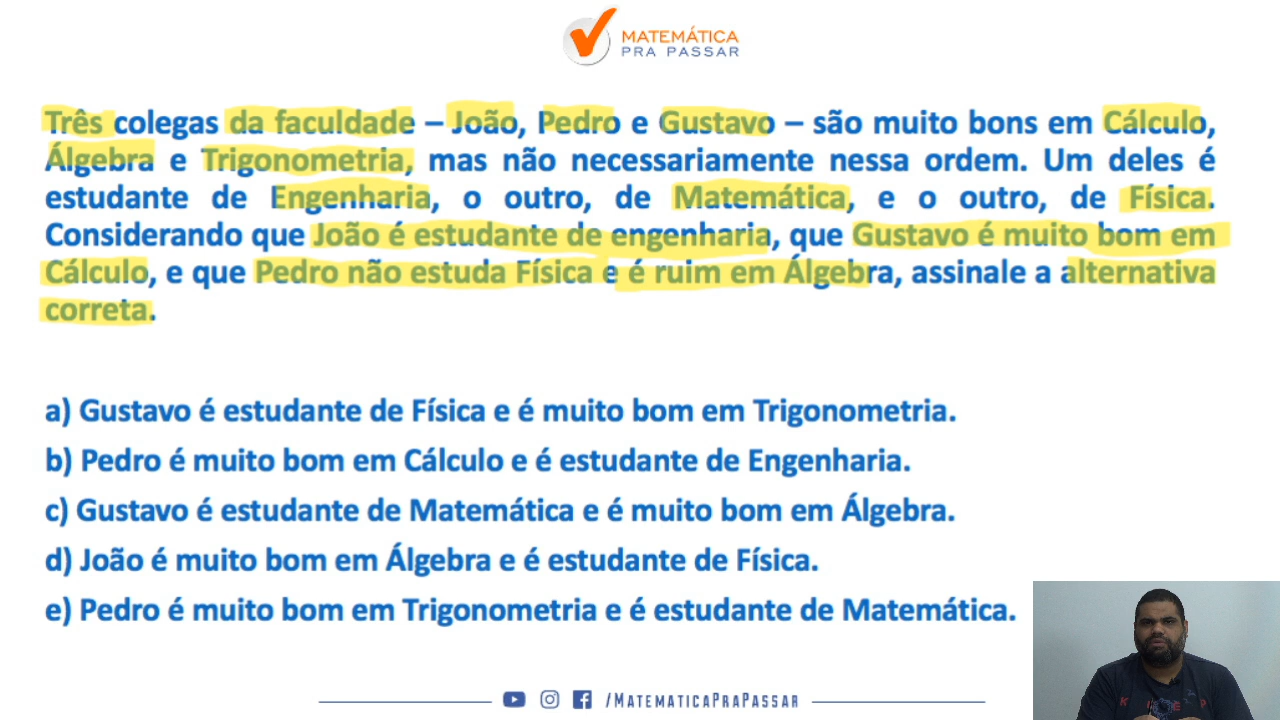 MATEMÁTICA
PRA PASSAR
Três colegas da faculdade – João, Pedro e Gustavo – são muito bons em Cálculo,
Álgebra e Trigonometria, mas não necessariamente nessa ordem. Um deles é
estudante de Engenharia, o outro, de Matemática, e o outro, de Física.
Considerando que João é estudante de engenharia, que Gustavo é muito bom em
Cálculo, e que Pedro não estuda Física e é ruim em Álgebra, assinale a alternativa
correta.
a) Gustavo é estudante de Física e é muito bom em Trigonometria.
b) Pedro é muito bom em Cálculo e é estudante de Engenharia.
c) Gustavo é estudante de Matemática e é muito bom em Álgebra.
d) João é muito bom em Álgebra e é estudante de Física.
e) Pedro é muito bom em Trigonometria e é estudante de Matemática.
/MATEMATICAPRAPASSAR